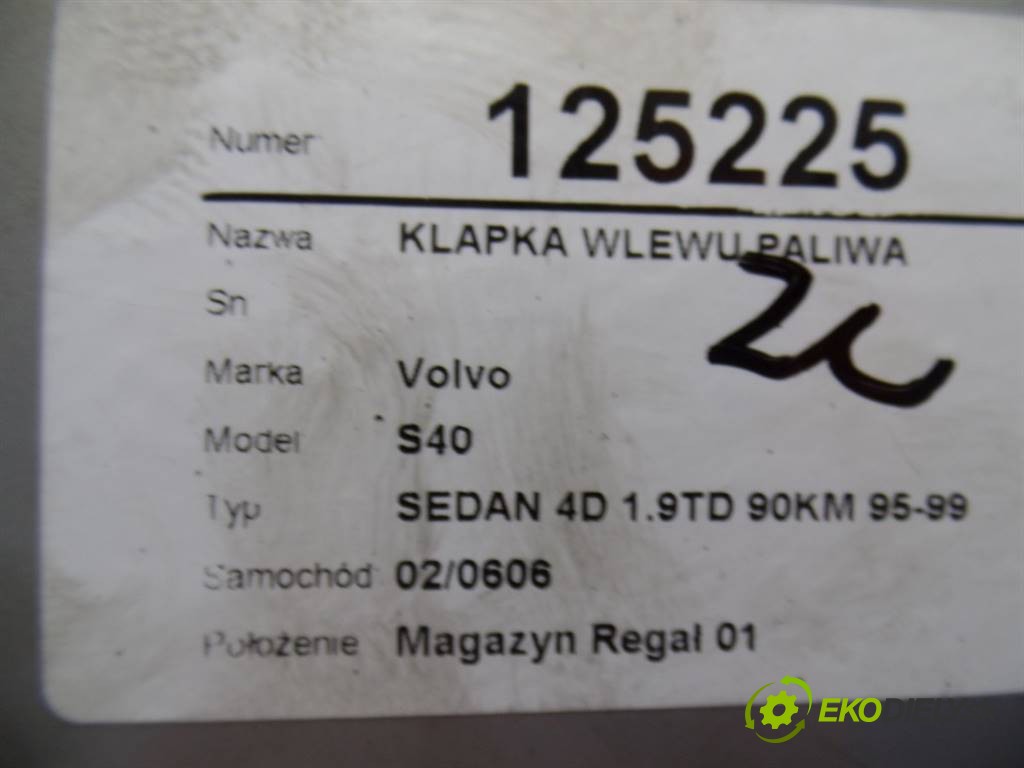 Numer 125225
Nazwa KLAPKA WLEWU PALIWA
Sn
Marka Volvo
Model S40
Typ SEDAN 4D 1.9TD 90KM 95-99
Samochód 02/0606
Położenie Magazyn Regał 01
EKO